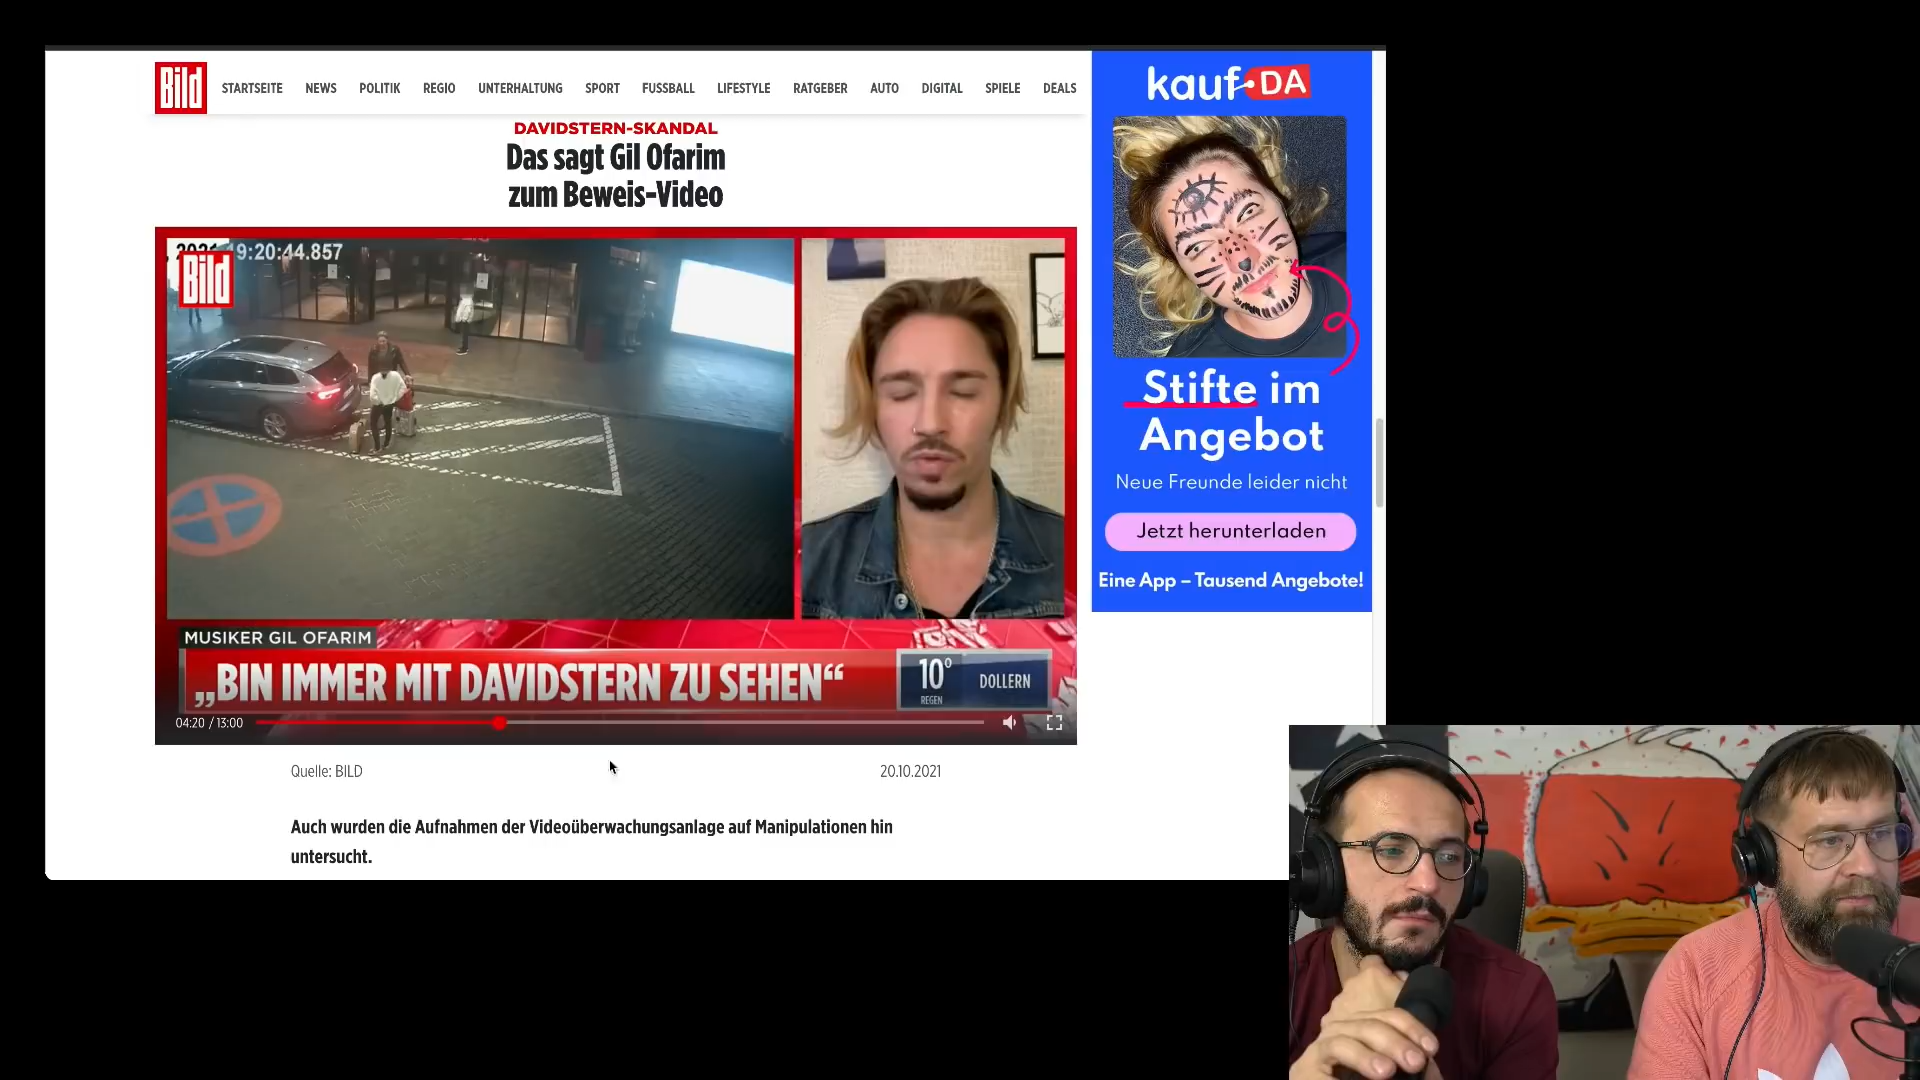 Bild STARTSEITE NEWS POLITIK REGIO UNTERHALTUNG SPORT FUSSBALL LIFESTYLE RATGEBER AUTO DIGITAL SPIELE DEALS
DAVIDSTERN-SKANDAL
Das sagt Gil Ofarim
zum Beweis-Video
9:20:44.857
Bild
MUSIKER GIL OFARIM
„BIN IMMER MIT DAVIDSTERN ZU SEHEN“
10°
REGEN
DOLLERN
04:20 / 13:00
Quelle: BILD
20.10.2021
Auch wurden die Aufnahmen der Videoüberwachungsanlage auf Manipulationen hin
untersucht.
kaufDA
Stifte im
Angebot
Neue Freunde leider nicht
Jetzt herunterladen
Eine App – Tausend Angebote!